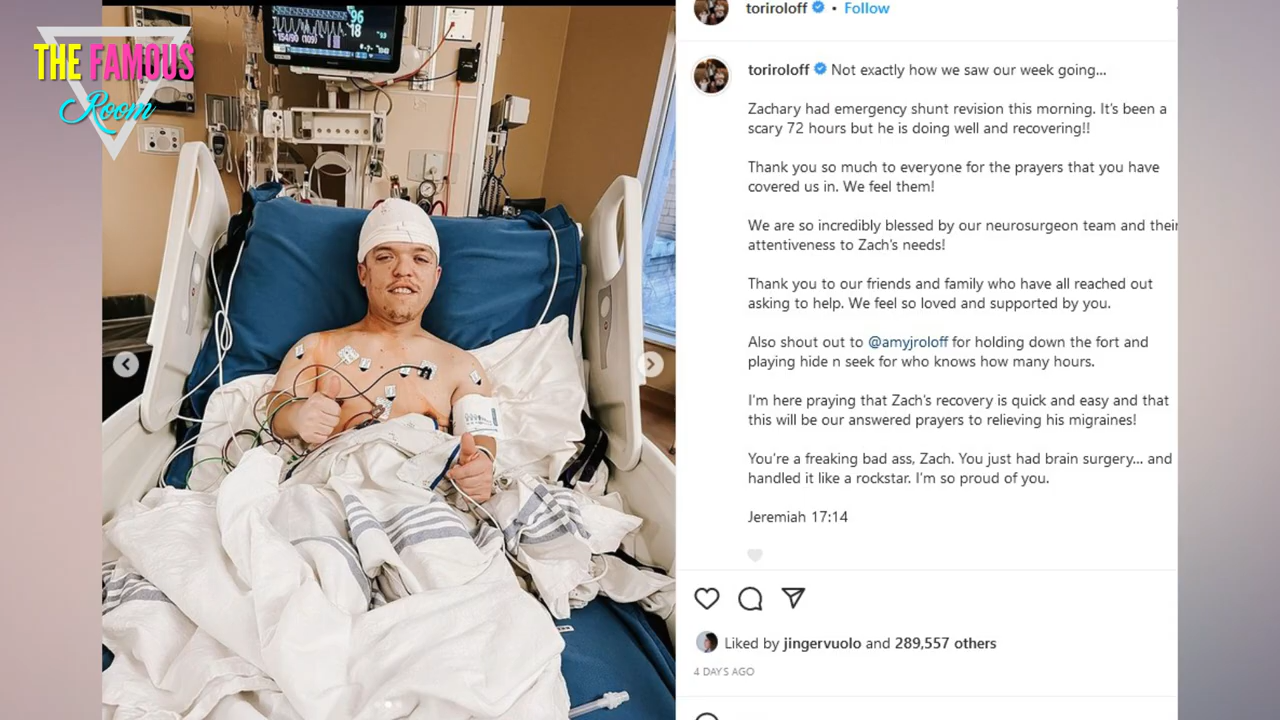 THE FAMOUS
Room
96
18
154/90 (109)
toriroloff • Follow
toriroloff Not exactly how we saw our week going...
Zachary had emergency shunt revision this morning. It's been a
scary 72 hours but he is doing well and recovering!!
Thank you so much to everyone for the prayers that you have
covered us in. We feel them!
We are so incredibly blessed by our neurosurgeon team and their
attentiveness to Zach's needs!
Thank you to our friends and family who have all reached out
asking to help. We feel so loved and supported by you.
Also shout out to @amyjroloff for holding down the fort and
playing hide n seek for who knows how many hours.
I'm here praying that Zach's recovery is quick and easy and that
this will be our answered prayers to relieving his migraines!
You're a freaking bad ass, Zach. You just had brain surgery... and
handled it like a rockstar. I'm so proud of you.
Jeremiah 17:14
Liked by jingervuolo and 289,557 others
4 DAYS AGO